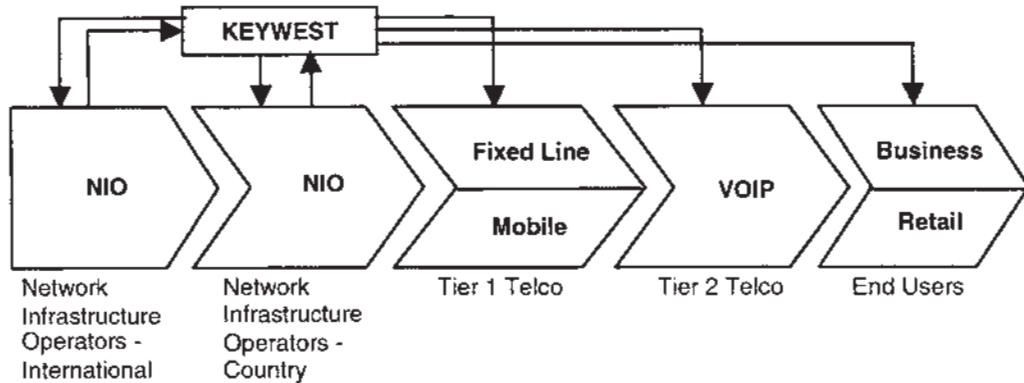 KEYWEST
NIO
NIO
Fixed Line
Mobile
VOIP
Business
Retail
Network
Infrastructure
Operators -
International
Network
Infrastructure
Operators -
Country
Tier 1 Telco
Tier 2 Telco
End Users